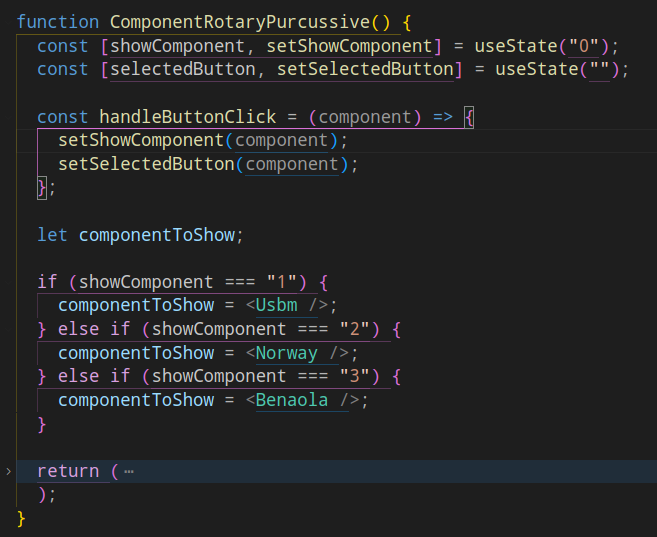 function ComponentRotaryPurcussive() {
const [showComponent, setShowComponent] = useState("0");
const [selectedButton, setSelectedButton] = useState("");
const handleButtonClick = (component) => {
setShowComponent(component);
setSelectedButton(component);
};
let componentToShow;
if (showComponent === "1") {
componentToShow = <Usbm />;
} else if (showComponent === "2") {
componentToShow = <Norway />;
} else if (showComponent === "3") {
componentToShow = <Benaola />;
}
return (⋯
);
}